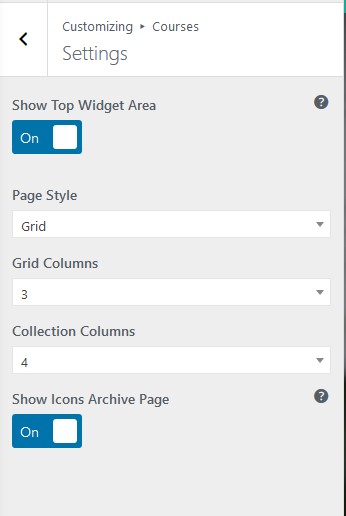 Customizing ▸ Courses
Settings
Show Top Widget Area
?
On
Page Style
Grid
Grid Columns
3
Collection Columns
4
Show Icons Archive Page
?
On